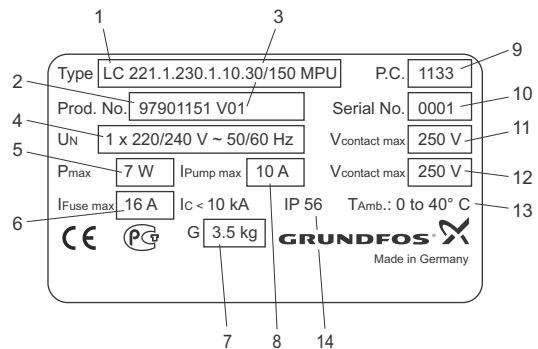 1 3
Type LC 221.1.230.1.10.30/150 MPU P.C. 1133 9
2 Prod. No. 97901151 V01 Serial No. 0001 10
4 UN 1 x 220/240 V ~ 50/60 Hz Vcontact max 250 V 11
5 Pmax 7 W IPump max 10 A Vcontact max 250 V 12
6 IFuse max 16 A IC < 10 kA IP 56 TAmb.: 0 to 40° C 13
CE PCT G 3.5 kg GRUNDFOS
Made in Germany
7 8 14